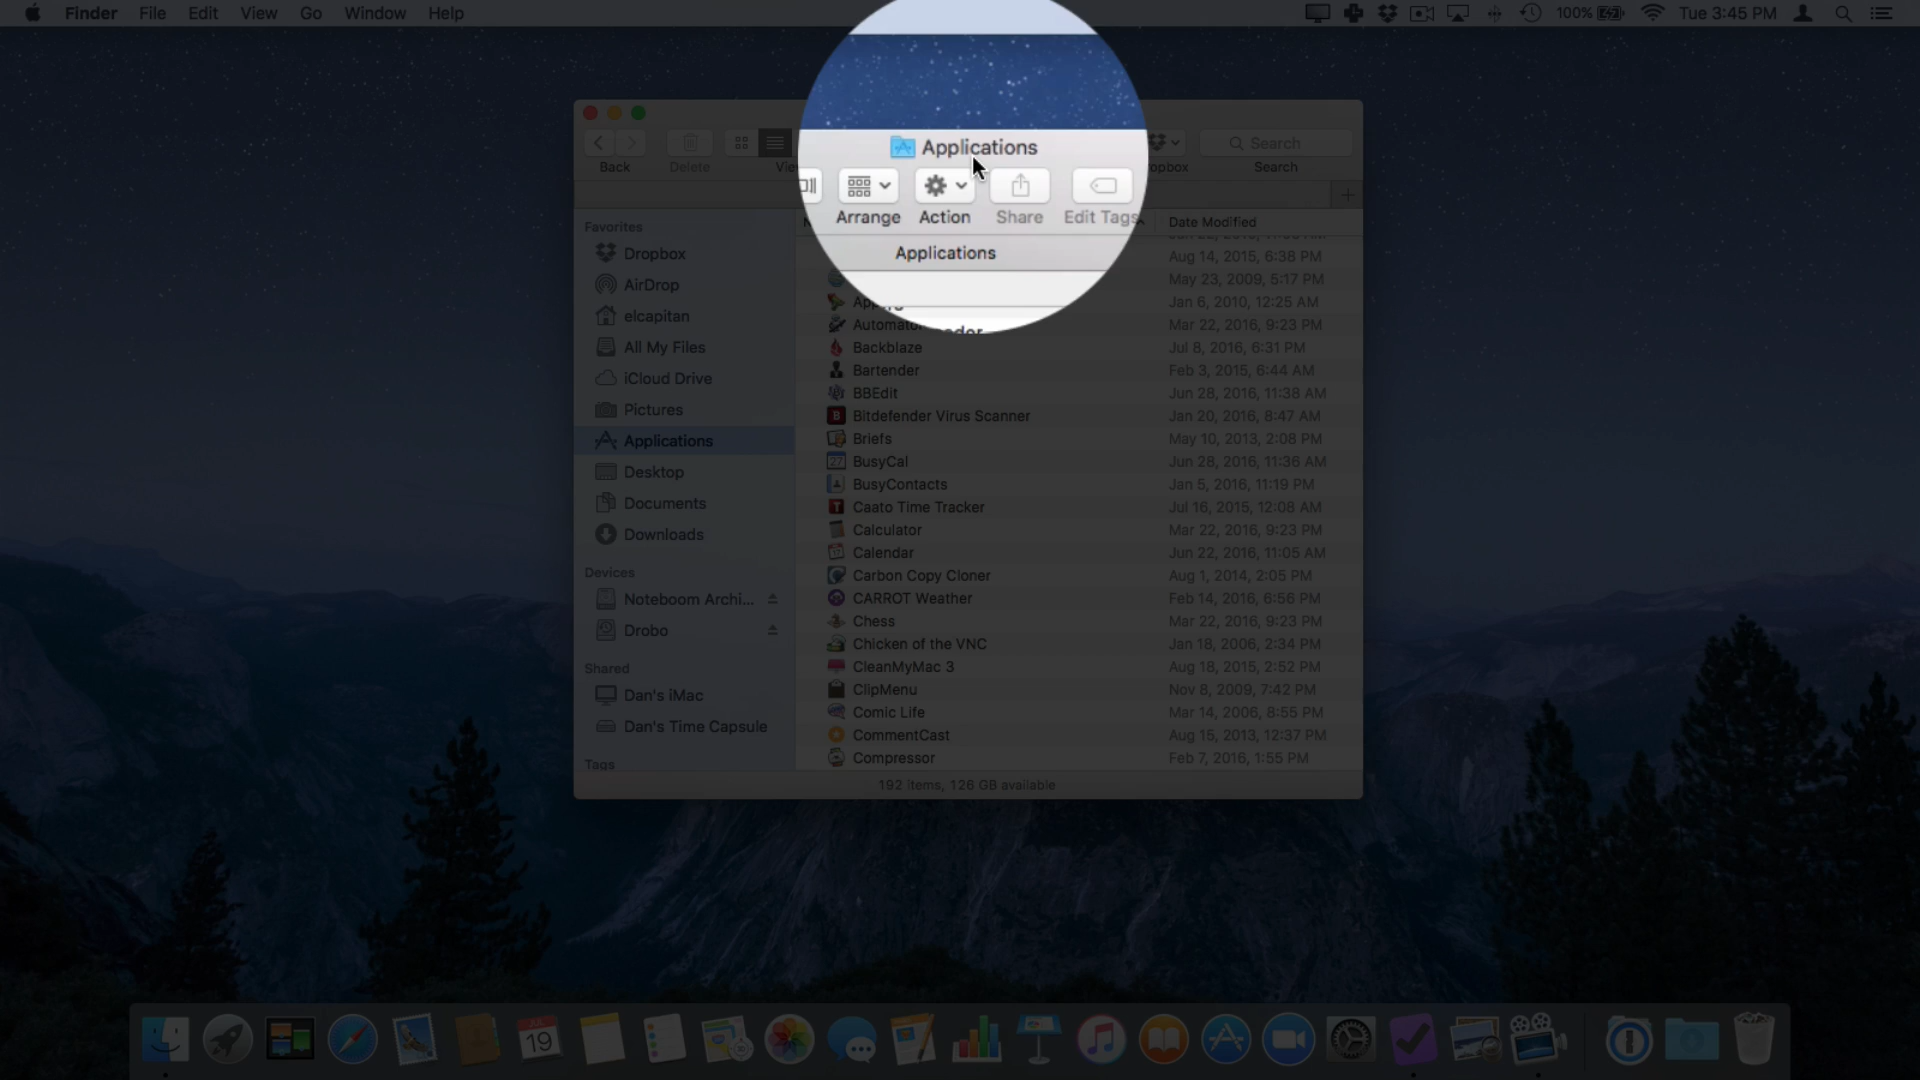 Finder File Edit View Go Window Help
100% Tue 3:45 PM
Applications
Search
Back Delete Arrange Action Share Edit Tags Search
Applications
Favorites
Dropbox
AirDrop
elcapitan
All My Files
iCloud Drive
Pictures
Applications
Desktop
Documents
Downloads
Devices
Noteboom Archi...
Drobo
Shared
Dan's iMac
Dan's Time Capsule
Tags
Date Modified
Aug 14, 2015, 6:38 PM
May 23, 2009, 5:17 PM
Jan 6, 2010, 12:25 AM
Mar 22, 2016, 9:23 PM
Backblaze Jul 8, 2016, 6:31 PM
Bartender Feb 3, 2015, 6:44 AM
BBEdit Jun 28, 2016, 11:38 AM
Bitdefender Virus Scanner Jan 20, 2016, 8:47 AM
Briefs May 10, 2013, 2:08 PM
BusyCal Jun 28, 2016, 11:36 AM
BusyContacts Jan 5, 2016, 11:19 PM
Caato Time Tracker Jul 16, 2015, 12:08 AM
Calculator Mar 22, 2016, 9:23 PM
Calendar Jun 22, 2016, 11:05 AM
Carbon Copy Cloner Aug 1, 2014, 2:05 PM
CARROT Weather Feb 14, 2016, 6:56 PM
Chess Mar 22, 2016, 9:23 PM
Chicken of the VNC Jan 18, 2006, 2:34 PM
CleanMyMac 3 Aug 18, 2015, 2:52 PM
ClipMenu Nov 8, 2009, 7:42 PM
Comic Life Mar 14, 2006, 8:55 PM
CommentCast Aug 15, 2013, 12:37 PM
Compressor Feb 7, 2016, 1:55 PM
192 items, 126 GB available
19